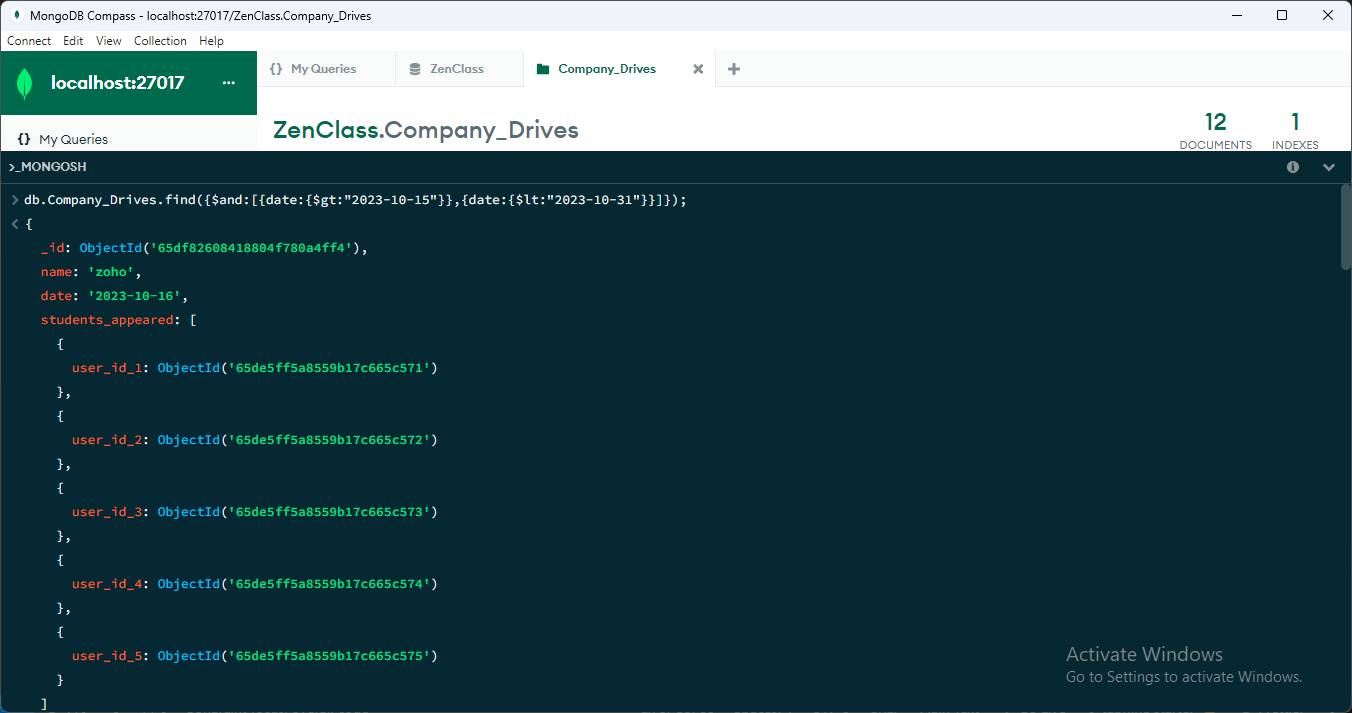 MongoDB Compass - localhost:27017/ZenClass.Company_Drives
Connect Edit View Collection Help
localhost:27017 ...
{} My Queries
ZenClass
Company_Drives
{} My Queries
ZenClass.Company_Drives
12
DOCUMENTS
1
INDEXES
>_MONGOSH
> db.Company_Drives.find({$and:[{date:{$gt:"2023-10-15"}},{date:{$lt:"2023-10-31"}}]});
< {
_id: ObjectId('65df82608418804f780a4ff4'),
name: 'zoho',
date: '2023-10-16',
students_appeared: [
{
user_id_1: ObjectId('65de5ff5a8559b17c665c571')
},
{
user_id_2: ObjectId('65de5ff5a8559b17c665c572')
},
{
user_id_3: ObjectId('65de5ff5a8559b17c665c573')
},
{
user_id_4: ObjectId('65de5ff5a8559b17c665c574')
},
{
user_id_5: ObjectId('65de5ff5a8559b17c665c575')
}
]
Activate Windows
Go to Settings to activate Windows.